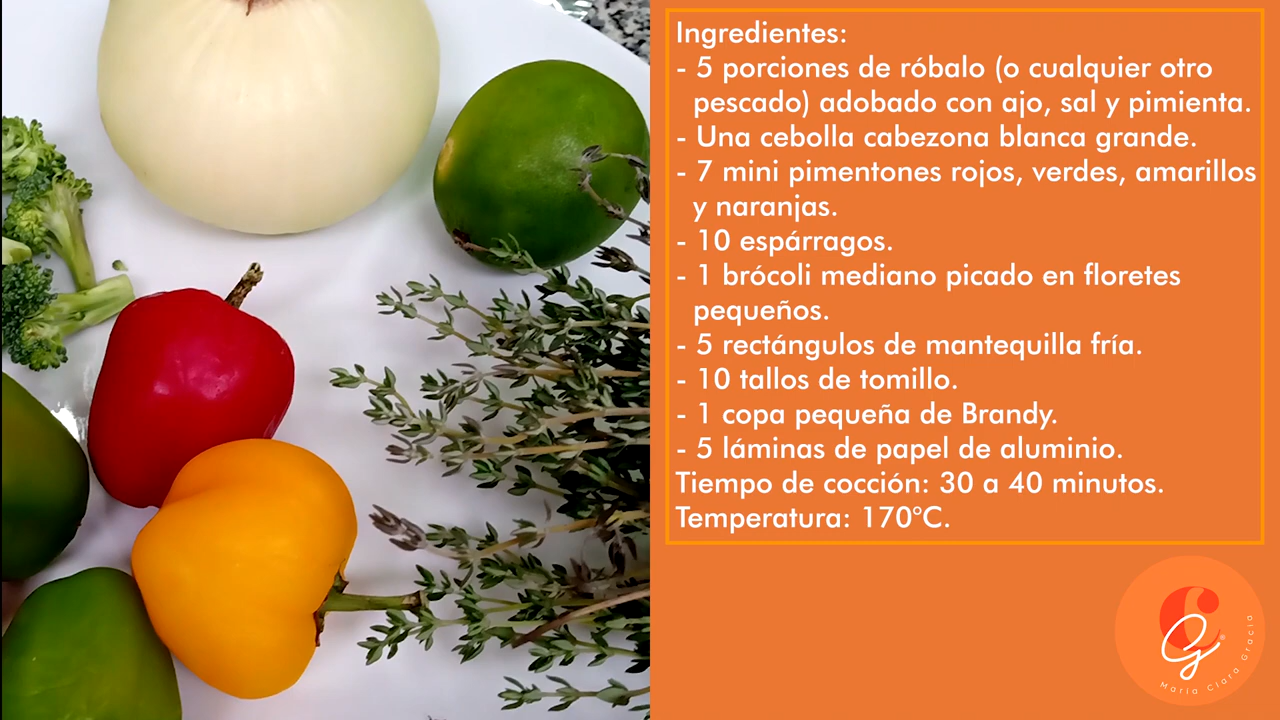 Ingredientes:
- 5 porciones de róbalo (o cualquier otro
pescado) adobado con ajo, sal y pimienta.
- Una cebolla cabezona blanca grande.
- 7 mini pimentones rojos, verdes, amarillos
y naranjas.
- 10 espárragos.
- 1 brócoli mediano picado en floretes
pequeños.
- 5 rectángulos de mantequilla fría.
- 10 tallos de tomillo.
- 1 copa pequeña de Brandy.
- 5 láminas de papel de aluminio.
Tiempo de cocción: 30 a 40 minutos.
Temperatura: 170°C.
®
María Clara Gracia